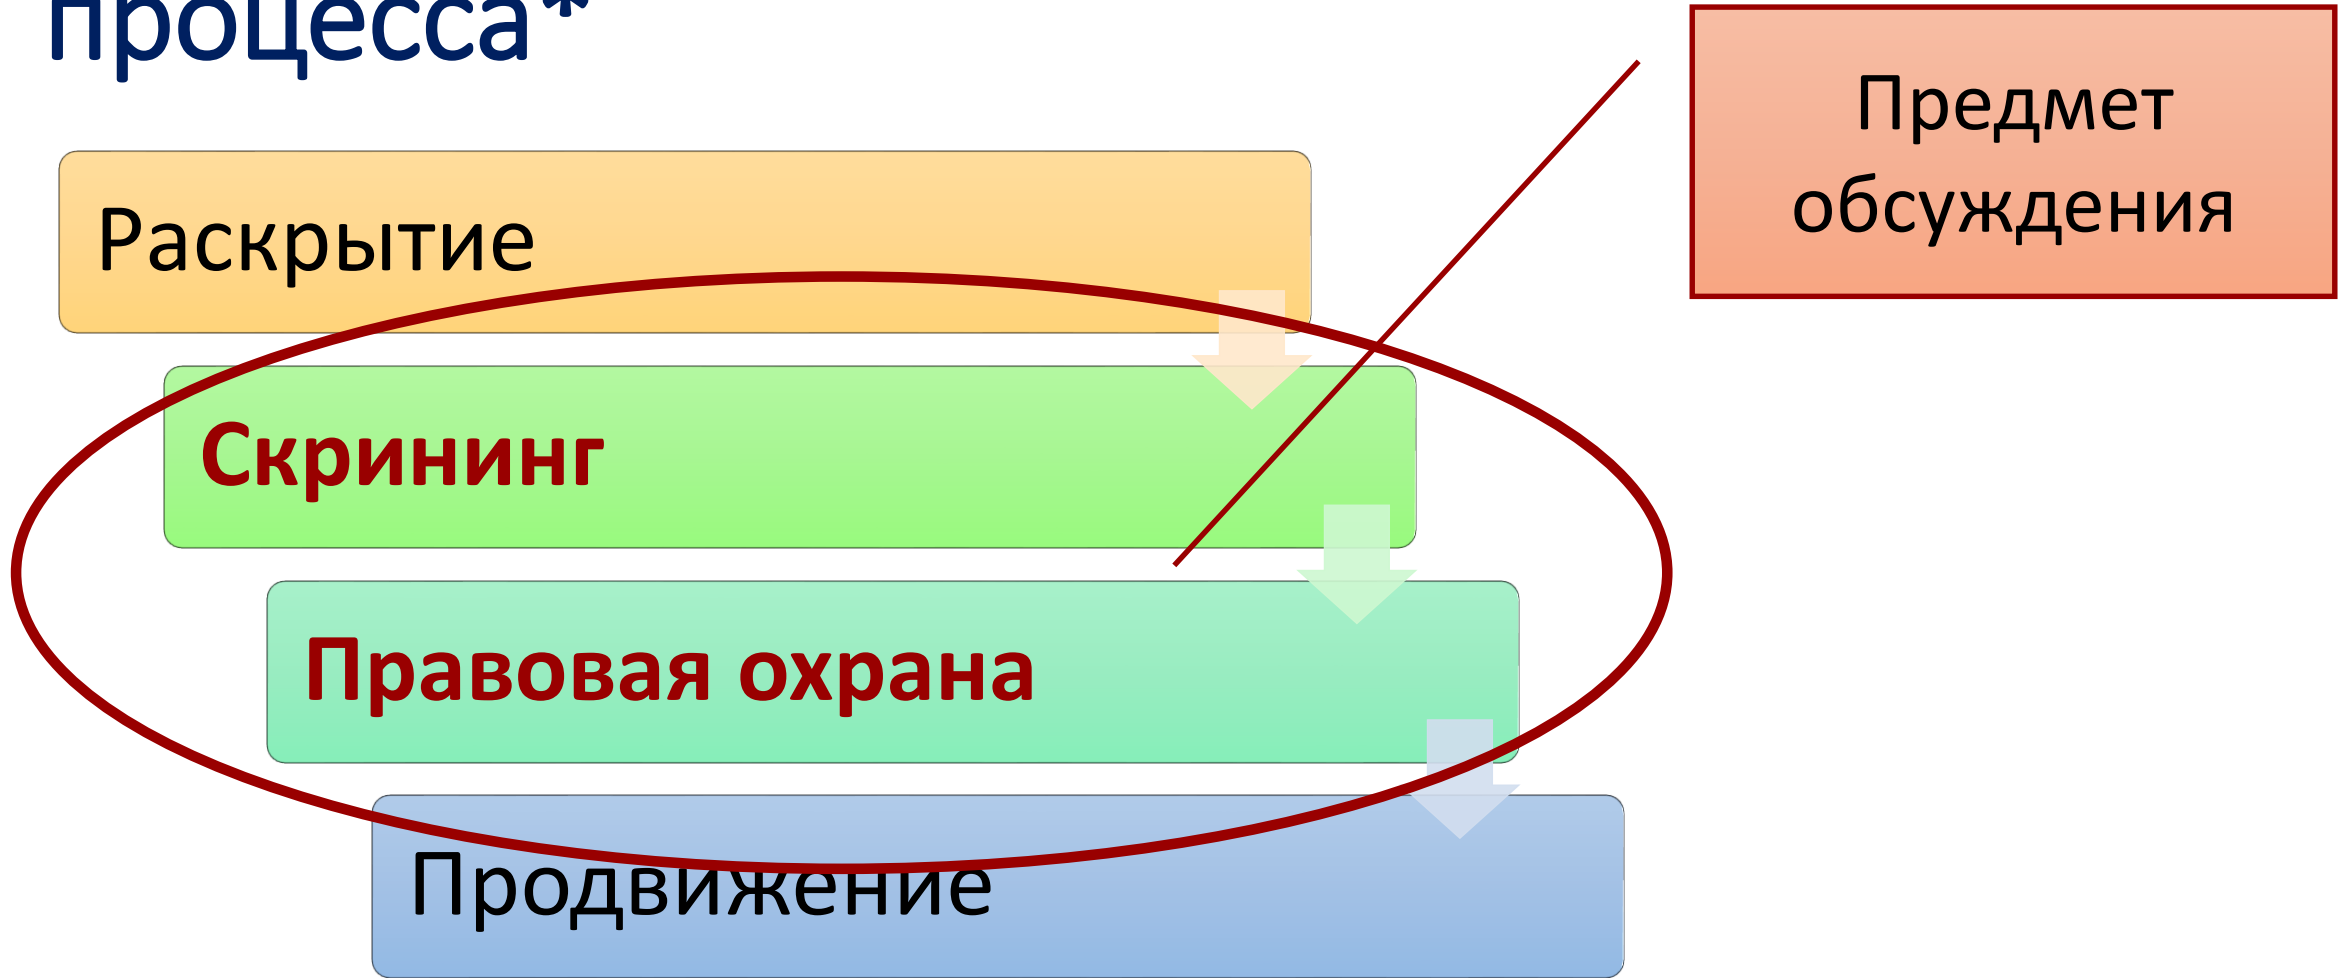 процесса*
Предмет
обсуждения
Раскрытие
Скрининг
Правовая охрана
Продвижение